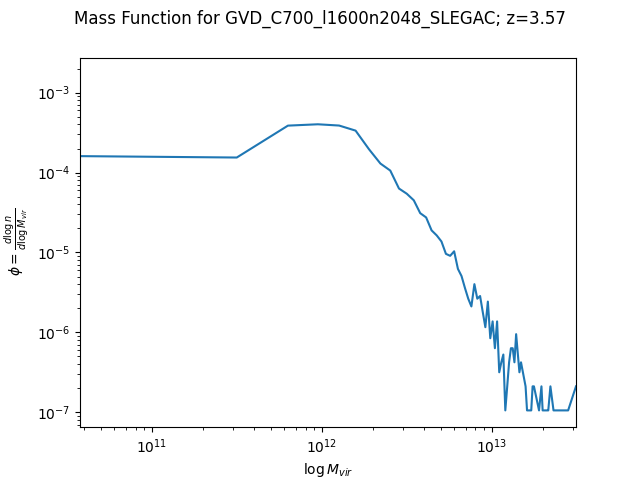 Mass Function for GVD_C700_l1600n2048_SLEGAC; z=3.57
10⁻³
10⁻⁴
10⁻⁵
10⁻⁶
10⁻⁷
ϕ = d log n / d log M_vir
10¹¹
10¹²
10¹³
log M_vir